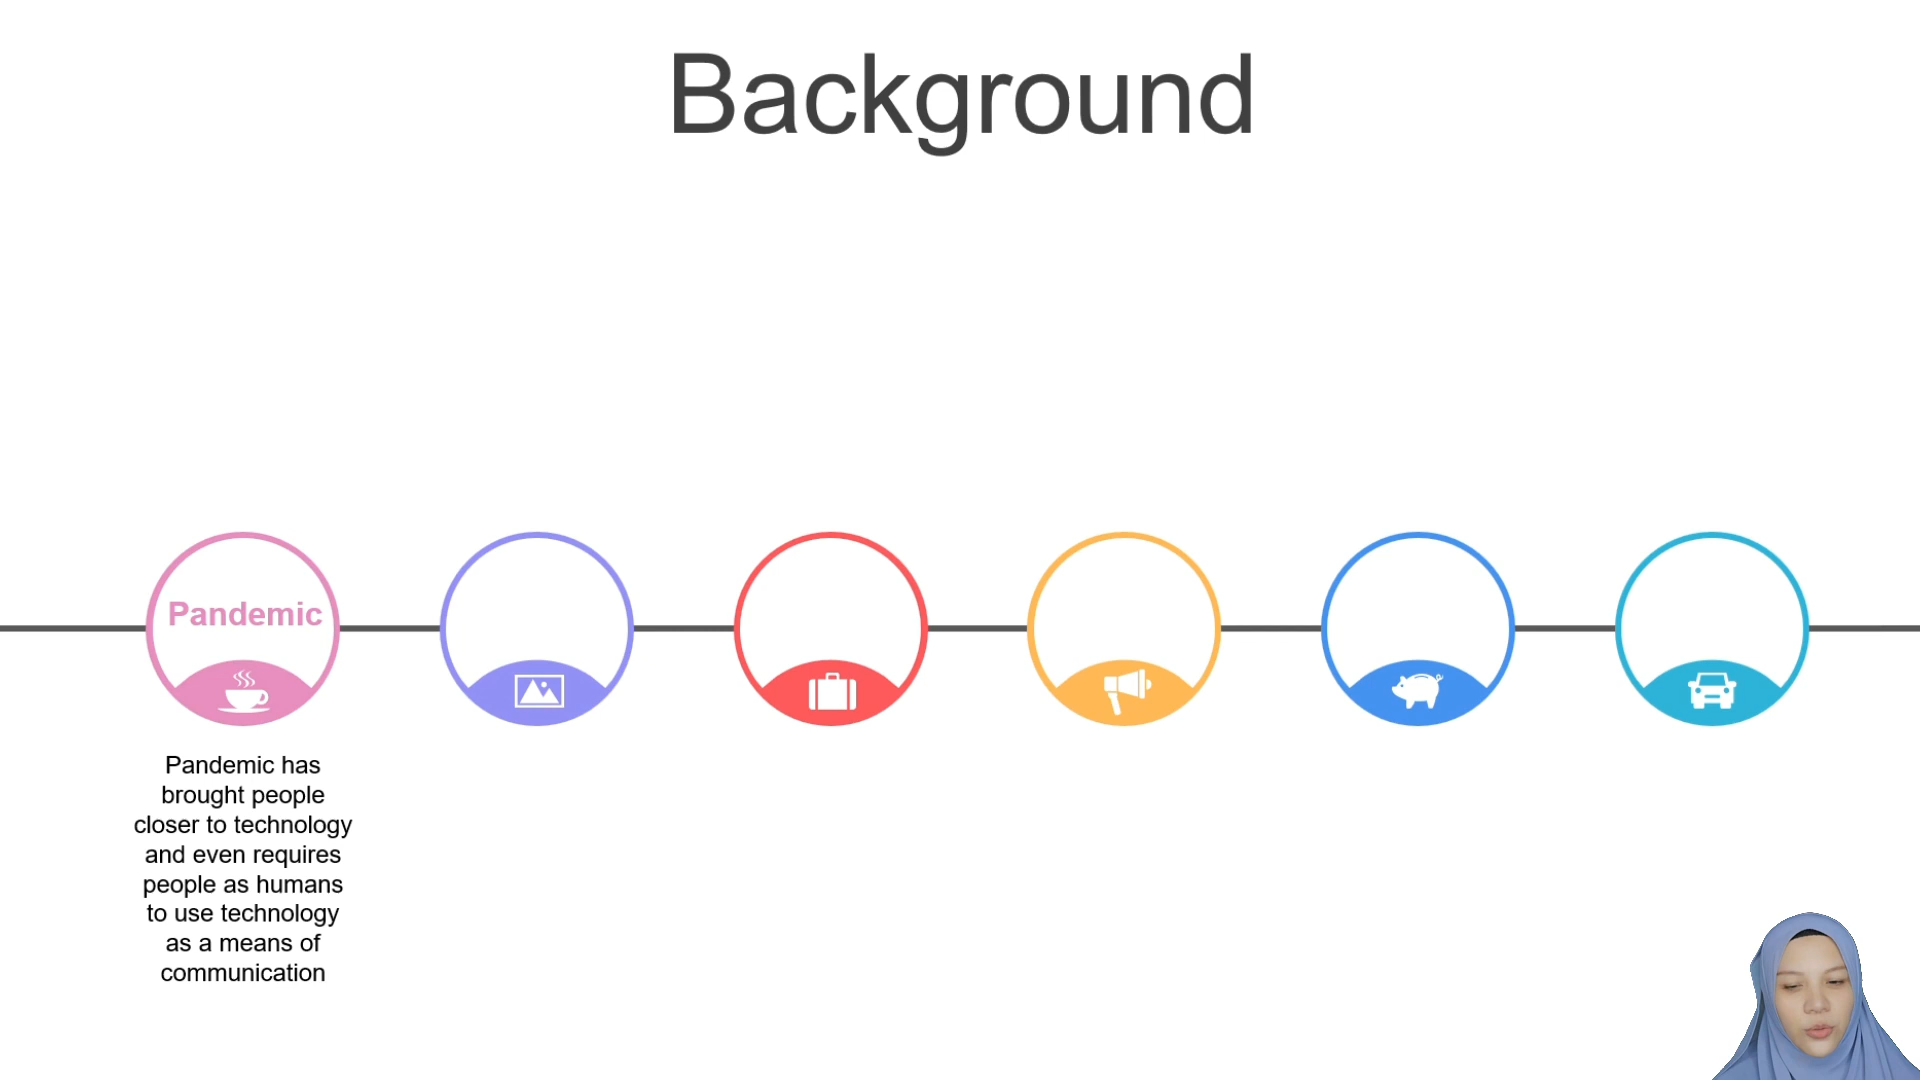 Background
Pandemic
Pandemic has
brought people
closer to technology
and even requires
people as humans
to use technology
as a means of
communication